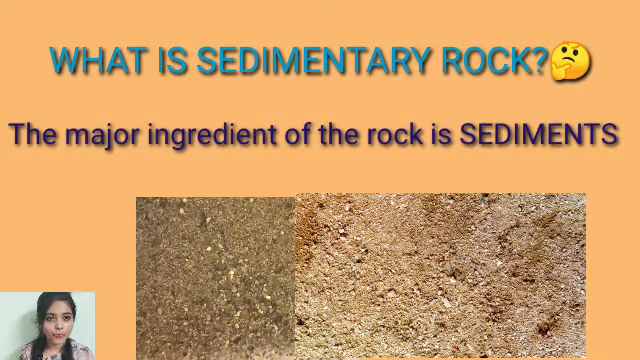 WHAT IS SEDIMENTARY ROCK?🤔
The major ingredient of the rock is SEDIMENTS